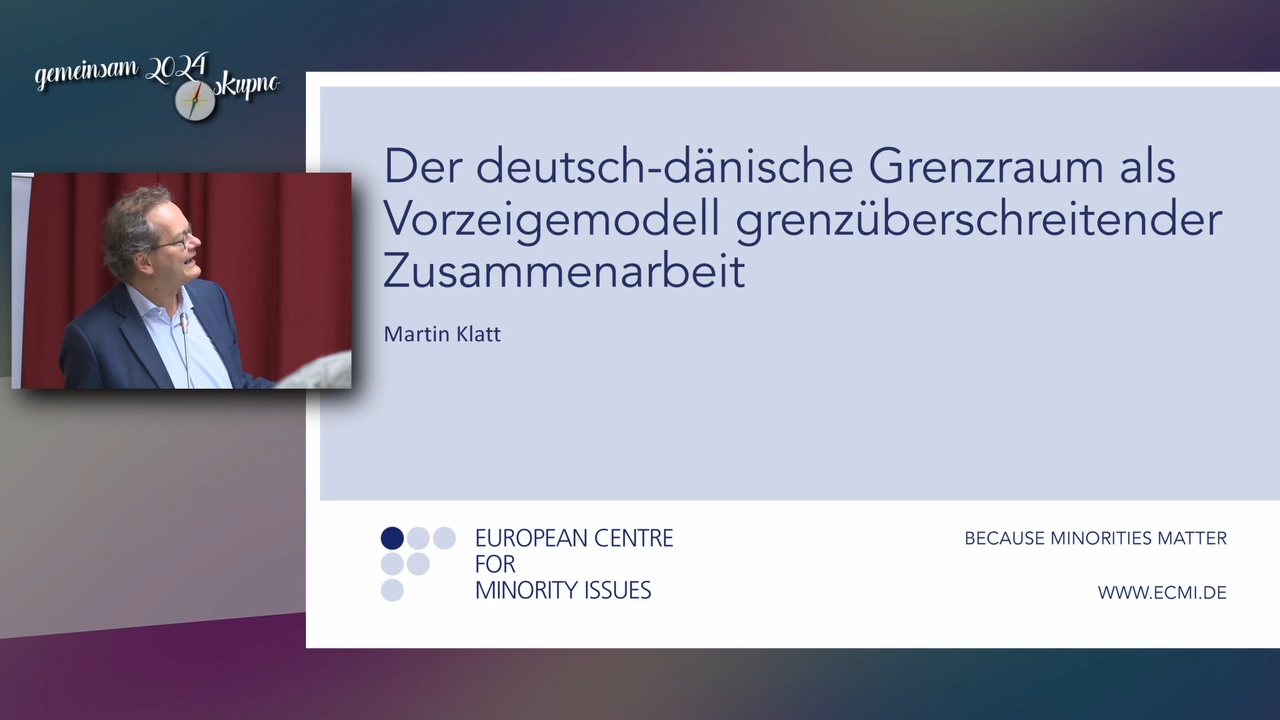 gemeinsam 2024
skupno
Der deutsch-dänische Grenzraum als
Vorzeigemodell grenzüberschreitender
Zusammenarbeit
Martin Klatt
EUROPEAN CENTRE
FOR
MINORITY ISSUES
BECAUSE MINORITIES MATTER
WWW.ECMI.DE